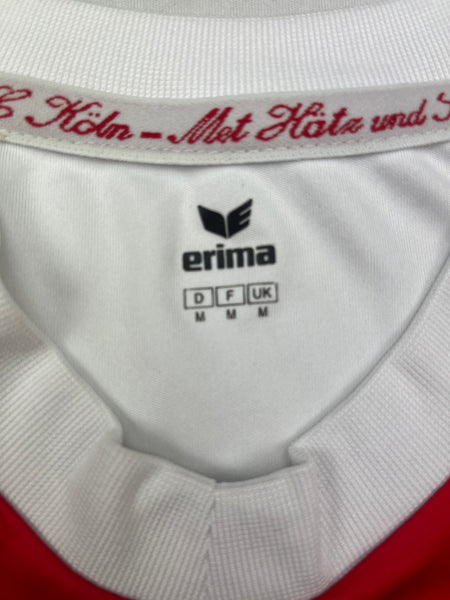 C Köln - Met Hätz und S
erima
D F UK
M M M